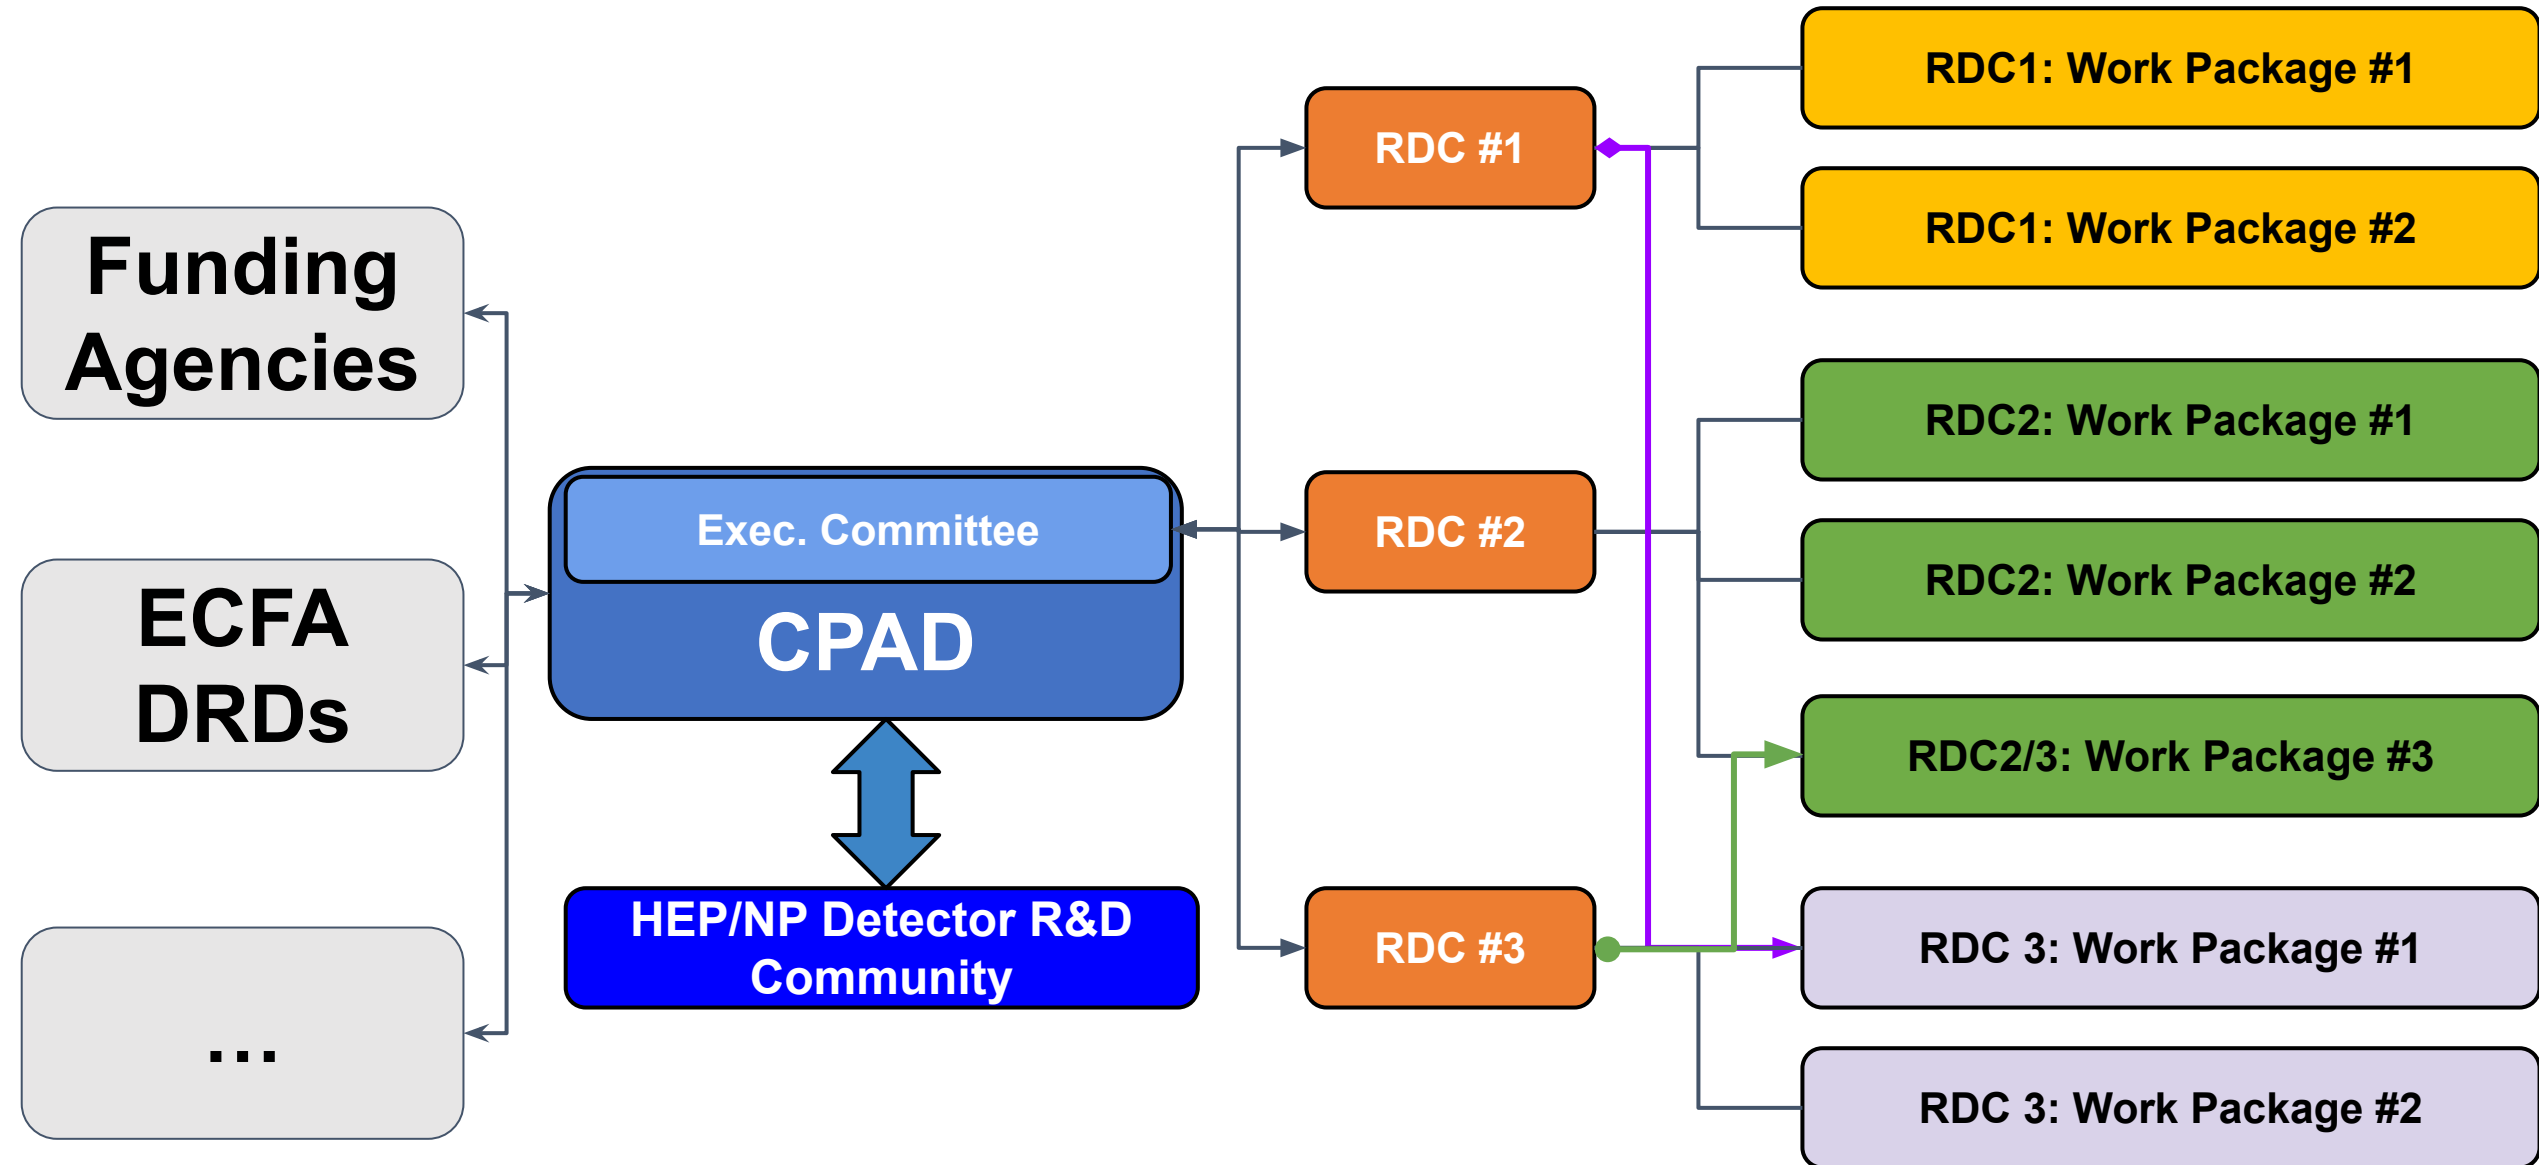 Funding
Agencies
ECFA
DRDs
…
Exec. Committee
CPAD
HEP/NP Detector R&D
Community
RDC #1
RDC #2
RDC #3
RDC1: Work Package #1
RDC1: Work Package #2
RDC2: Work Package #1
RDC2: Work Package #2
RDC2/3: Work Package #3
RDC 3: Work Package #1
RDC 3: Work Package #2